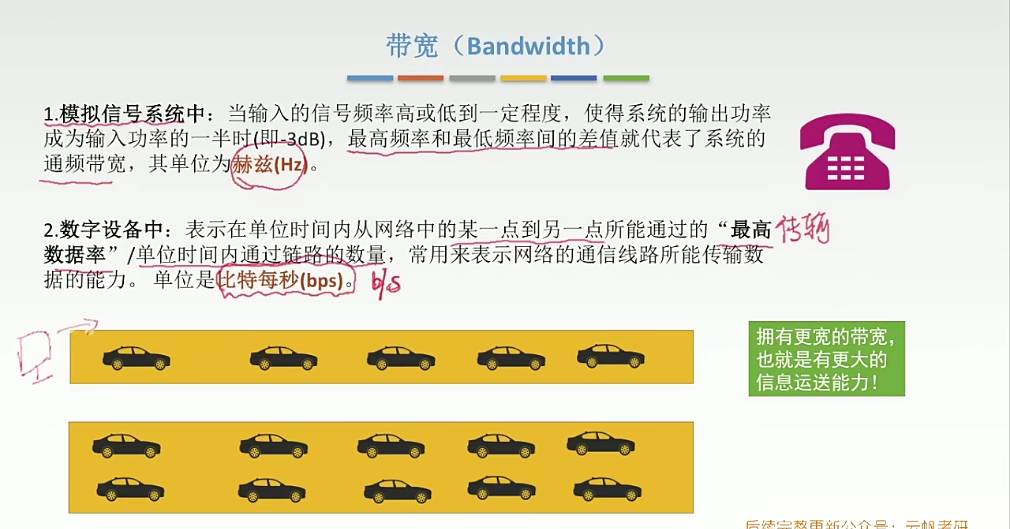 带宽（Bandwidth）
1.模拟信号系统中：当输入的信号频率高或低到一定程度，使得系统的输出功率
成为输入功率的一半时(即-3dB)，最高频率和最低频率间的差值就代表了系统的
通频带宽，其单位为赫兹(Hz)。
2.数字设备中：表示在单位时间内从网络中的某一点到另一点所能通过的“最高
传输
数据率”/单位时间内通过链路的数量，常用来表示网络的通信线路所能传输数
据的能力。 单位是比特每秒(bps)。
b/s
拥有更宽的带宽，
也就是有更大的
信息运送能力！
后续完整更新公众号：云帆考研